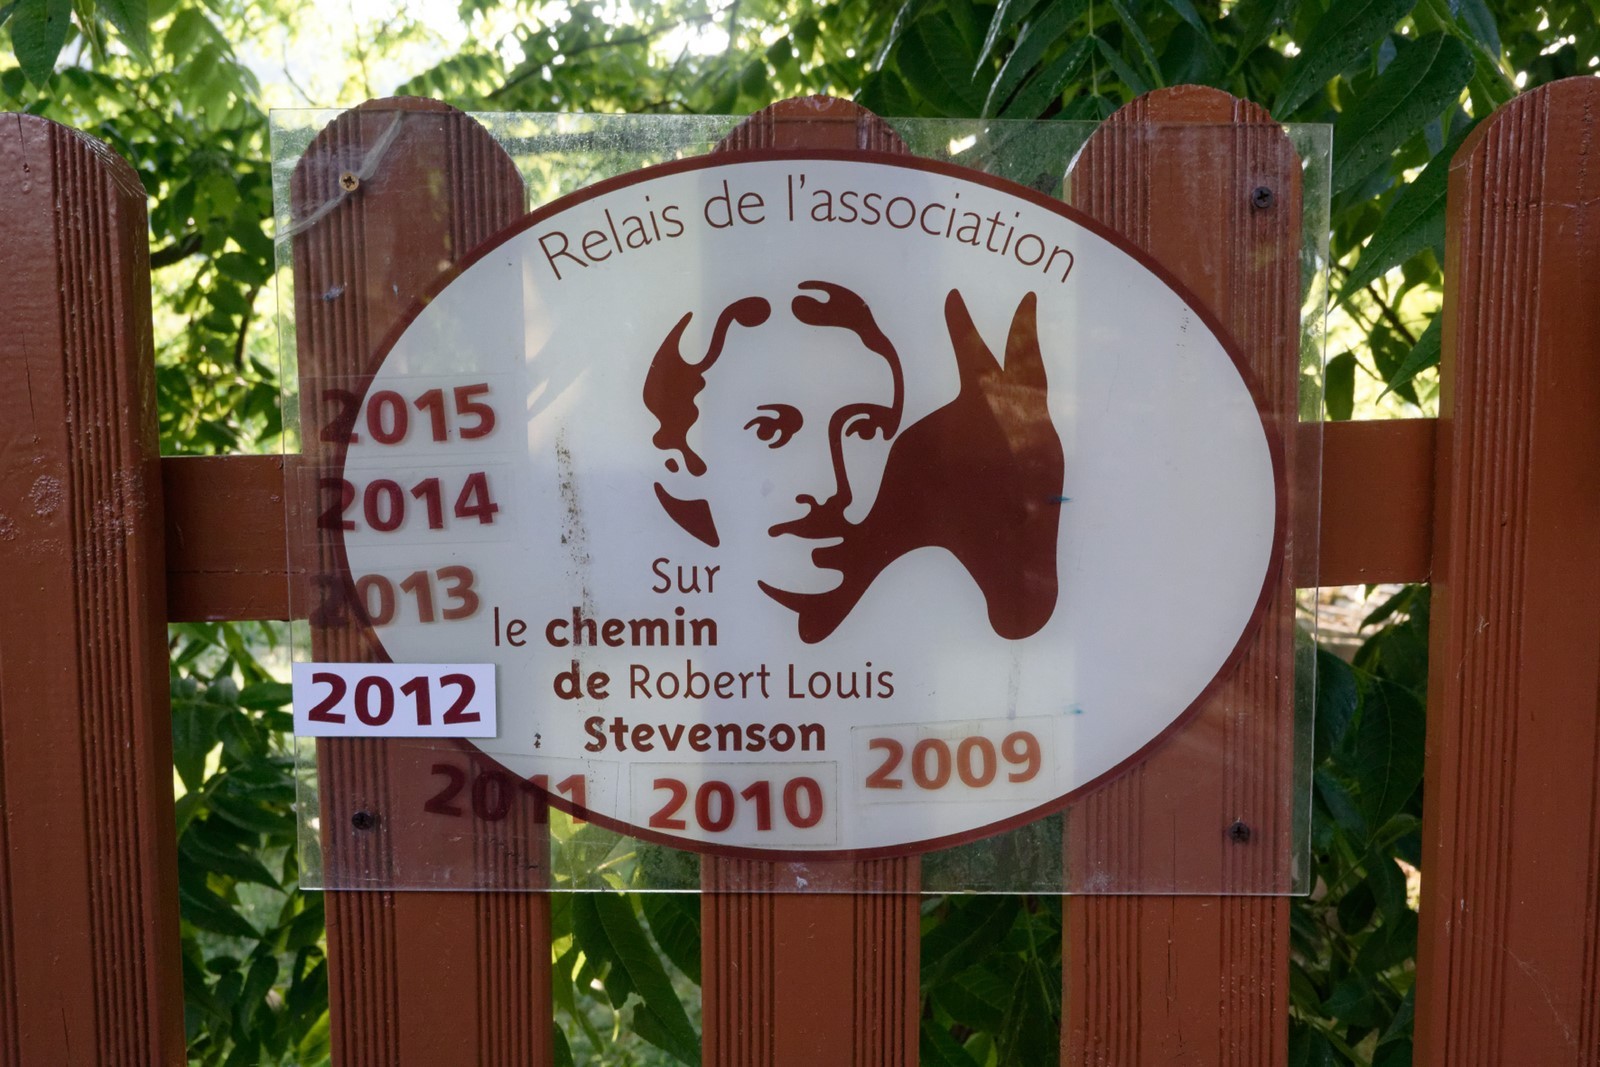 Relais de l'association
2015
2014
2013
2012
Sur
le chemin
de Robert Louis
Stevenson
2011
2010
2009